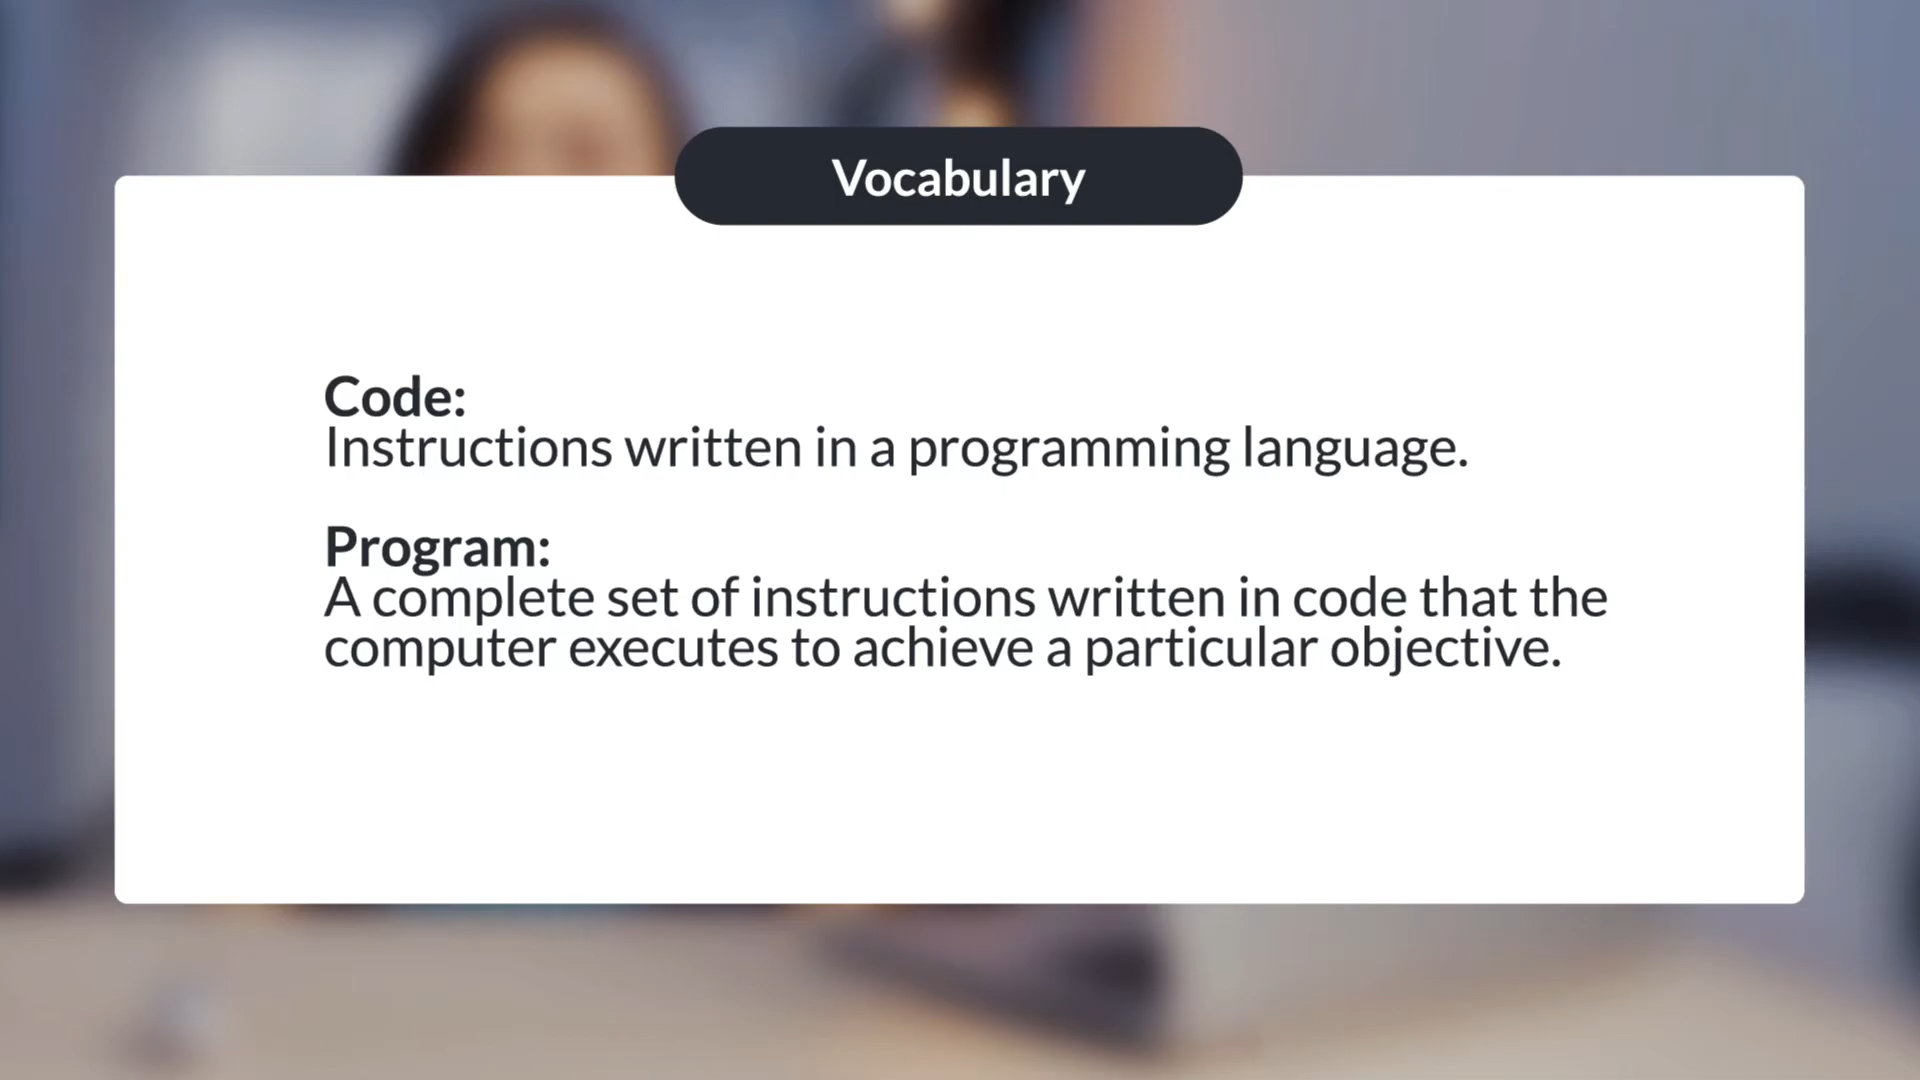 Vocabulary
Code:
Instructions written in a programming language.
Program:
A complete set of instructions written in code that the
computer executes to achieve a particular objective.